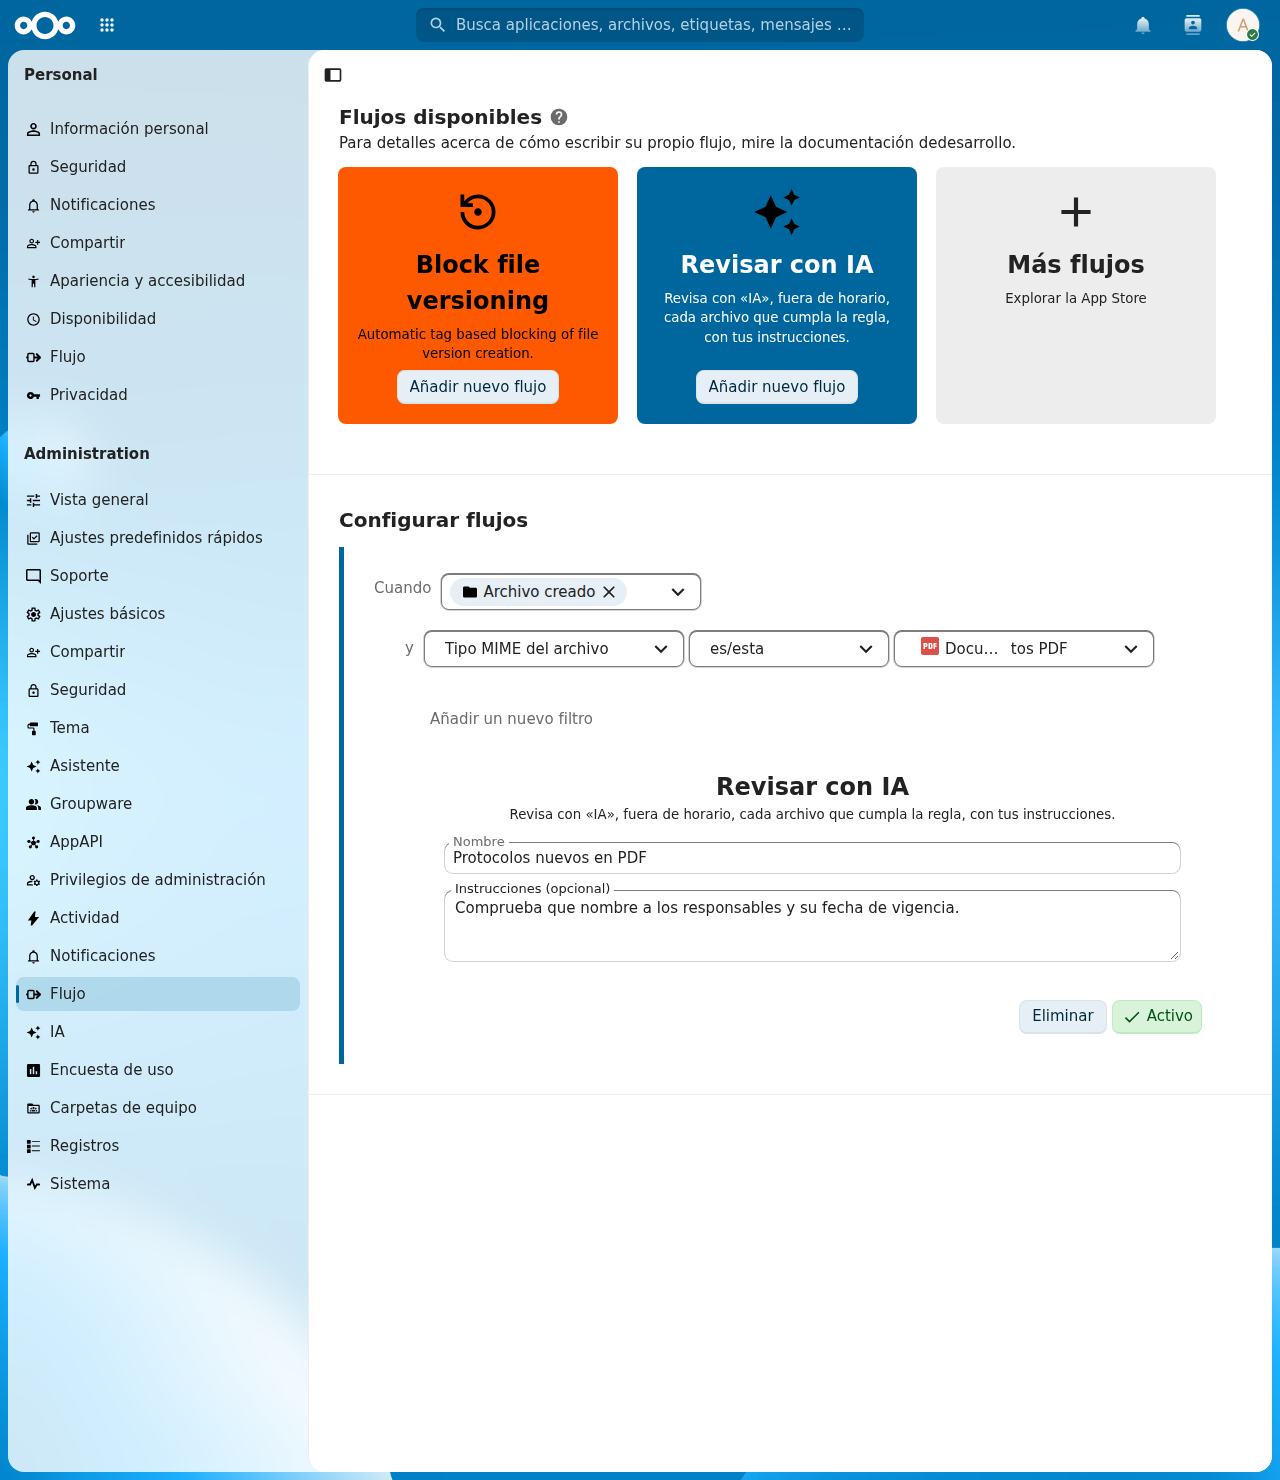 Busca aplicaciones, archivos, etiquetas, mensajes ...
A
Personal
Información personal
Seguridad
Notificaciones
Compartir
Apariencia y accesibilidad
Disponibilidad
Flujo
Privacidad
Administration
Vista general
Ajustes predefinidos rápidos
Soporte
Ajustes básicos
Compartir
Seguridad
Tema
Asistente
Groupware
AppAPI
Privilegios de administración
Actividad
Notificaciones
Flujo
IA
Encuesta de uso
Carpetas de equipo
Registros
Sistema
Flujos disponibles
Para detalles acerca de cómo escribir su propio flujo, mire la documentación dedesarrollo.
Block file
versioning
Automatic tag based blocking of file
version creation.
Añadir nuevo flujo
Revisar con IA
Revisa con «IA», fuera de horario,
cada archivo que cumpla la regla,
con tus instrucciones.
Añadir nuevo flujo
Más flujos
Explorar la App Store
Configurar flujos
Cuando Archivo creado
y Tipo MIME del archivo es/esta PDF Docu... tos PDF
Añadir un nuevo filtro
Revisar con IA
Revisa con «IA», fuera de horario, cada archivo que cumpla la regla, con tus instrucciones.
Nombre
Protocolos nuevos en PDF
Instrucciones (opcional)
Comprueba que nombre a los responsables y su fecha de vigencia.
Eliminar Activo